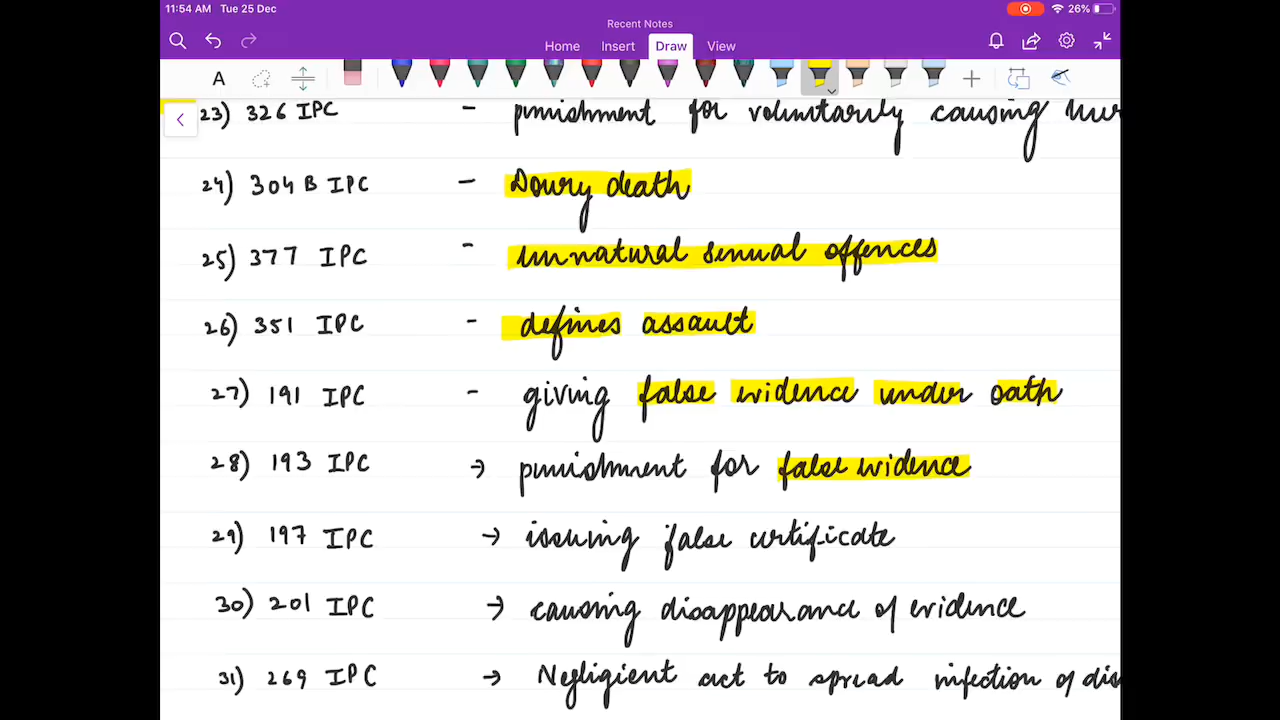 11:54 AM Tue 25 Dec
26%
Recent Notes
Home Insert Draw View
A
23) 326 IPC - punishment for voluntarily causing hur
24) 304 B IPC - Dowry death
25) 377 IPC - unnatural sexual offences
26) 351 IPC - defines assault
27) 191 IPC - giving false evidence under oath
28) 193 IPC → punishment for false evidence
29) 197 IPC → issuing false certificate
30) 201 IPC → causing disappearance of evidence
31) 269 IPC → Negligient act to spread infection of dis